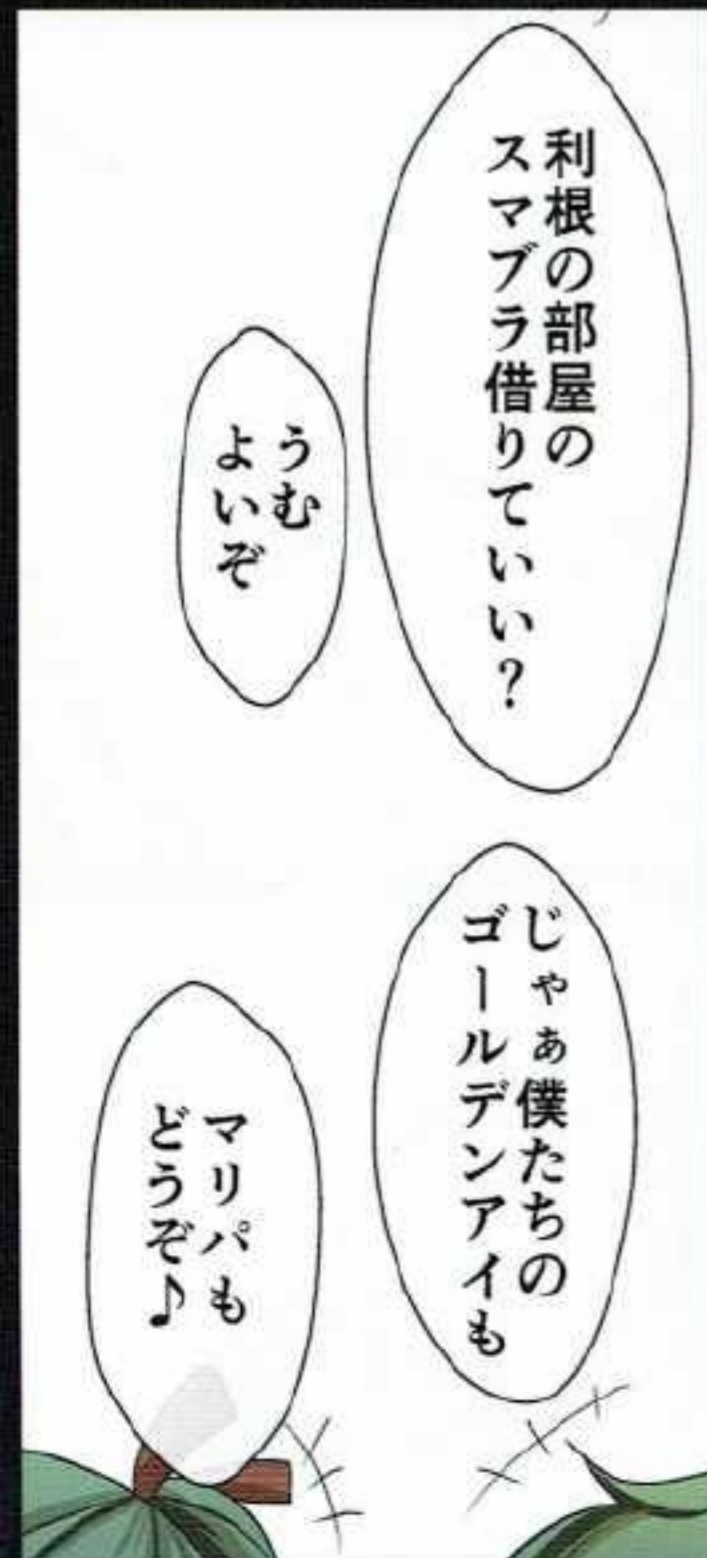 利根の部屋の
スマブラ借りていい？
うむ
よいぞ
じゃぁ僕たちの
ゴールデンアイも
マリパも
どうぞ♪